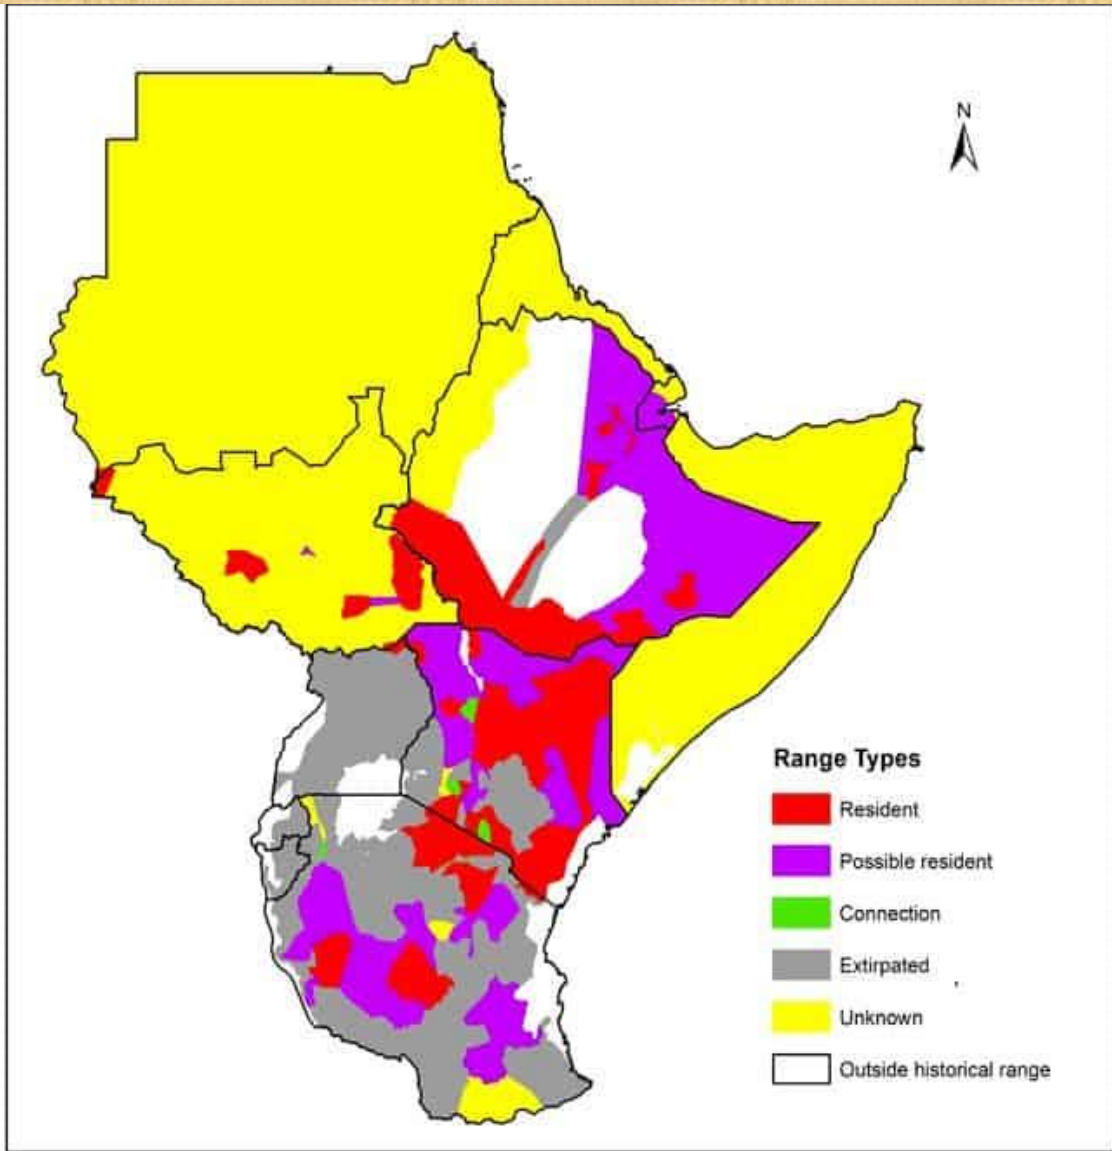 N
Range Types
Resident
Possible resident
Connection
Extirpated
Unknown
Outside historical range